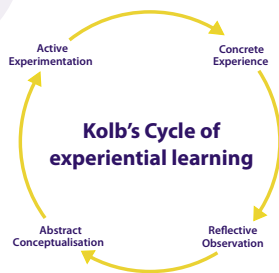 Active
Experimentation
Concrete
Experience
Kolb's Cycle of
experiential learning
Abstract
Conceptualisation
Reflective
Observation